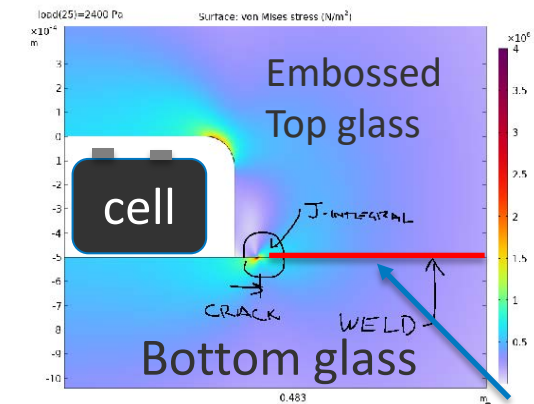 load(25)=2400 Pa
Surface: von Mises stress (N/m²)
×10⁻⁴
m
×10⁶
4
3.5
3
2.5
2
1.5
1
0.5
3
2
1
0
-1
-2
-3
-4
-5
-6
-7
-8
-9
-10
Embossed
Top glass
cell
J-INTEGRAL
CRACK
WELD
Bottom glass
0.483
m